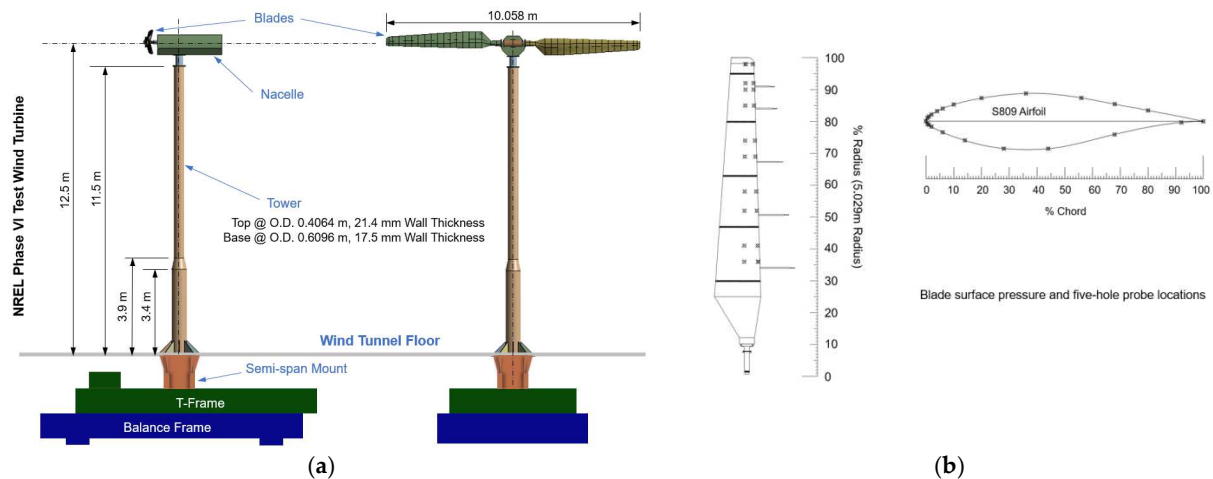 NREL Phase VI Test Wind Turbine
Blades
10.058 m
Nacelle
12.5 m
11.5 m
Tower
Top @ O.D. 0.4064 m, 21.4 mm Wall Thickness
Base @ O.D. 0.6096 m, 17.5 mm Wall Thickness
3.9 m
3.4 m
Wind Tunnel Floor
Semi-span Mount
T-Frame
Balance Frame
(a)
100
90
80
70
60
50
40
30
20
10
0
% Radius (5.029m Radius)
S809 Airfoil
0 10 20 30 40 50 60 70 80 90 100
% Chord
Blade surface pressure and five-hole probe locations
(b)